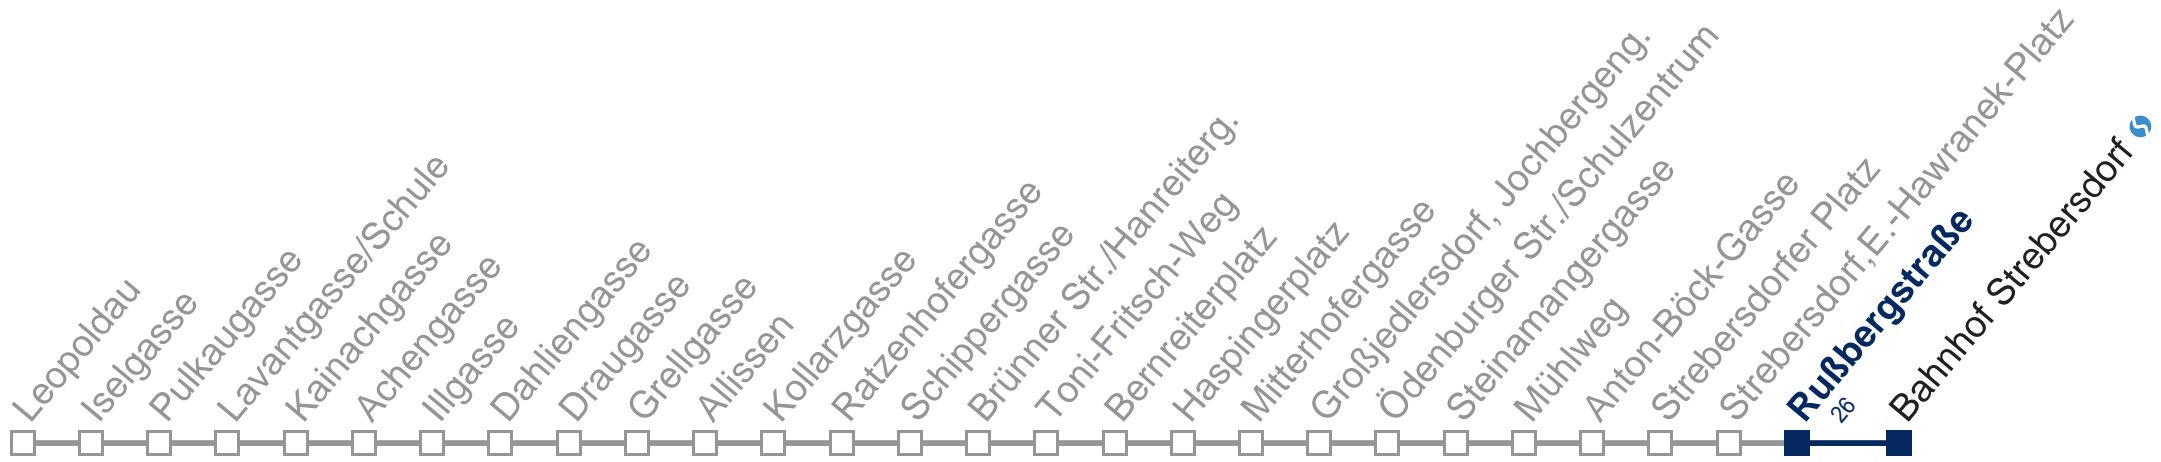 Leopoldau
Iselgasse
Pulkaugasse
Lavantgasse/Schule
Kainachgasse
Achengasse
Illgasse
Dahliengasse
Draugasse
Grellgasse
Allissen
Kollarzgasse
Ratzenhofergasse
Schippergasse
Brünner Str./Hanreiterg.
Toni-Fritsch-Weg
Bernreiterplatz
Haspingerplatz
Mitterhofergasse
Großjedlersdorf, Jochbergeng.
Ödenburger Str./Schulzentrum
Steinamangergasse
Mühlweg
Anton-Böck-Gasse
Strebersdorfer Platz
Strebersdorf,E.-Hawranek-Platz
Rußbergstraße
26
Bahnhof Strebersdorf